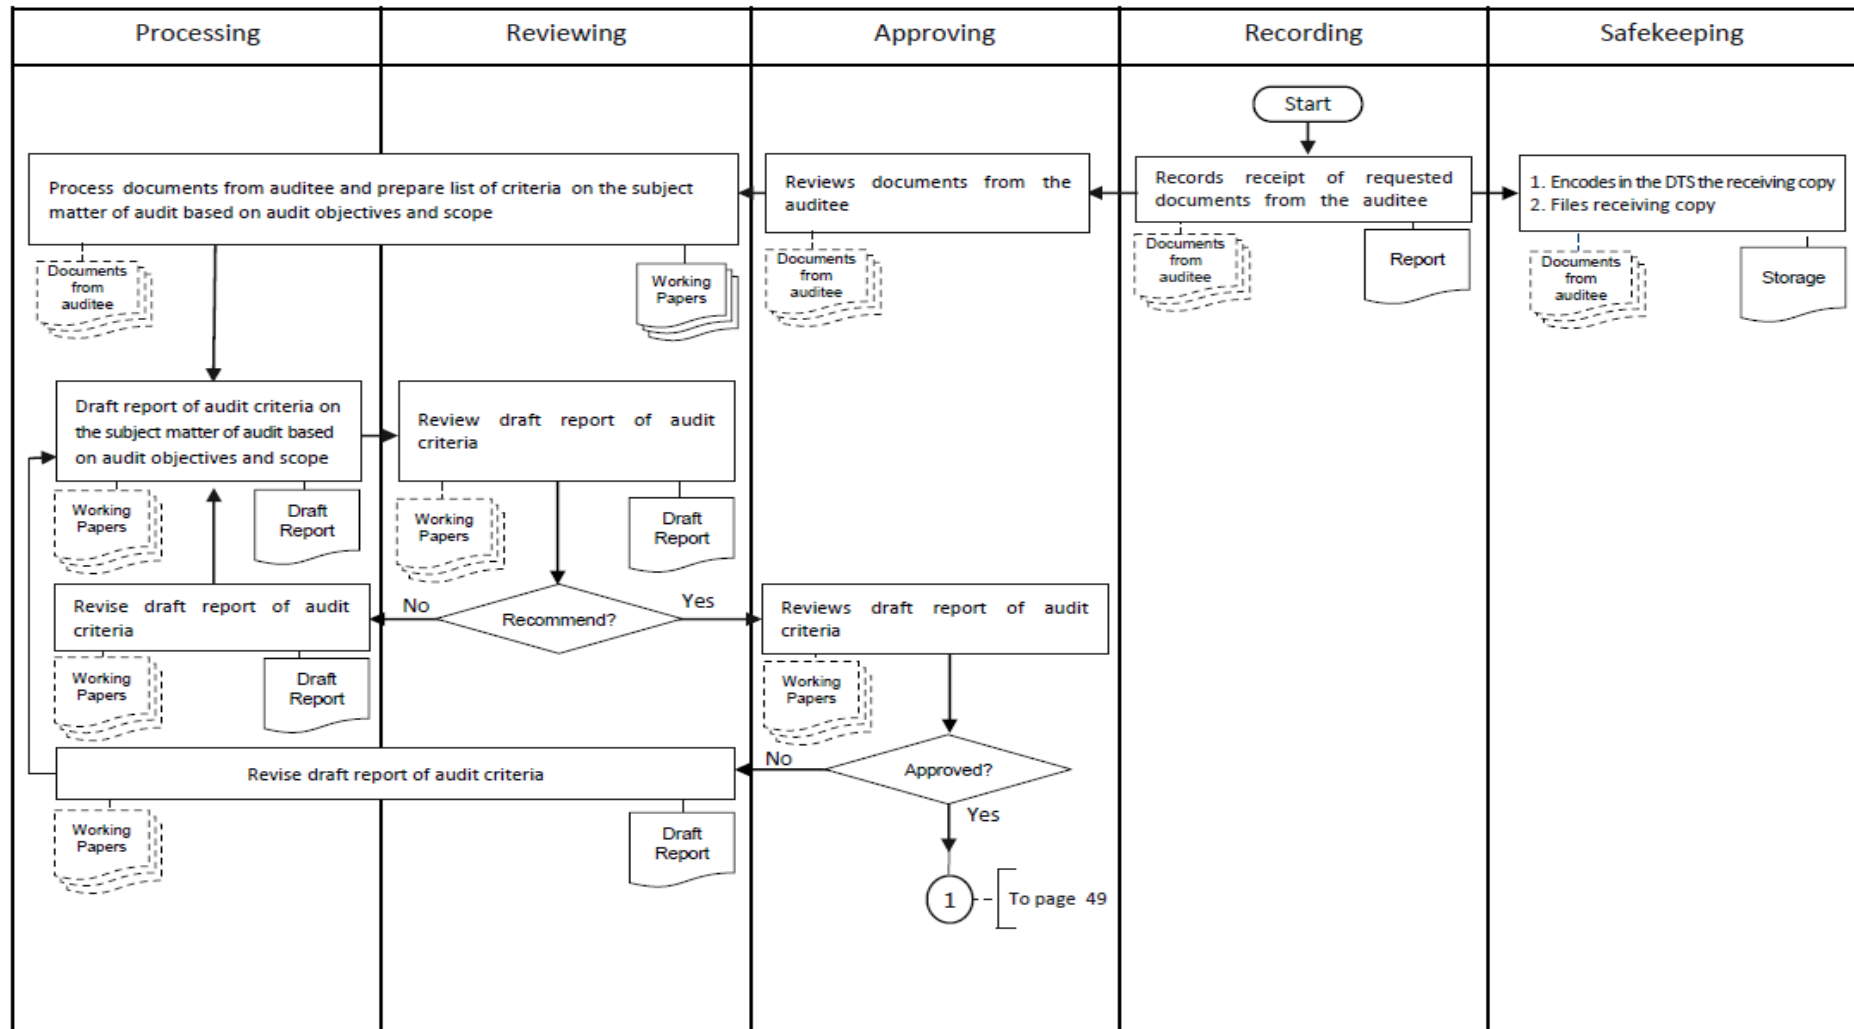 Processing
Reviewing
Approving
Recording
Safekeeping
Start
Process documents from auditee and prepare list of criteria on the subject
matter of audit based on audit objectives and scope
Reviews documents from the
auditee
Records receipt of requested
documents from the auditee
1. Encodes in the DTS the receiving copy
2. Files receiving copy
Documents
from
auditee
Working
Papers
Documents
from
auditee
Documents
from
auditee
Report
Documents
from
auditee
Storage
Draft report of audit criteria on
the subject matter of audit based
on audit objectives and scope
Review draft report of audit
criteria
Working
Papers
Draft
Report
Working
Papers
Draft
Report
Revise draft report of audit
criteria
No
Recommend?
Yes
Reviews draft report of audit
criteria
Working
Papers
Draft
Report
Working
Papers
Revise draft report of audit criteria
No
Approved?
Yes
Working
Papers
Draft
Report
1
To page 49